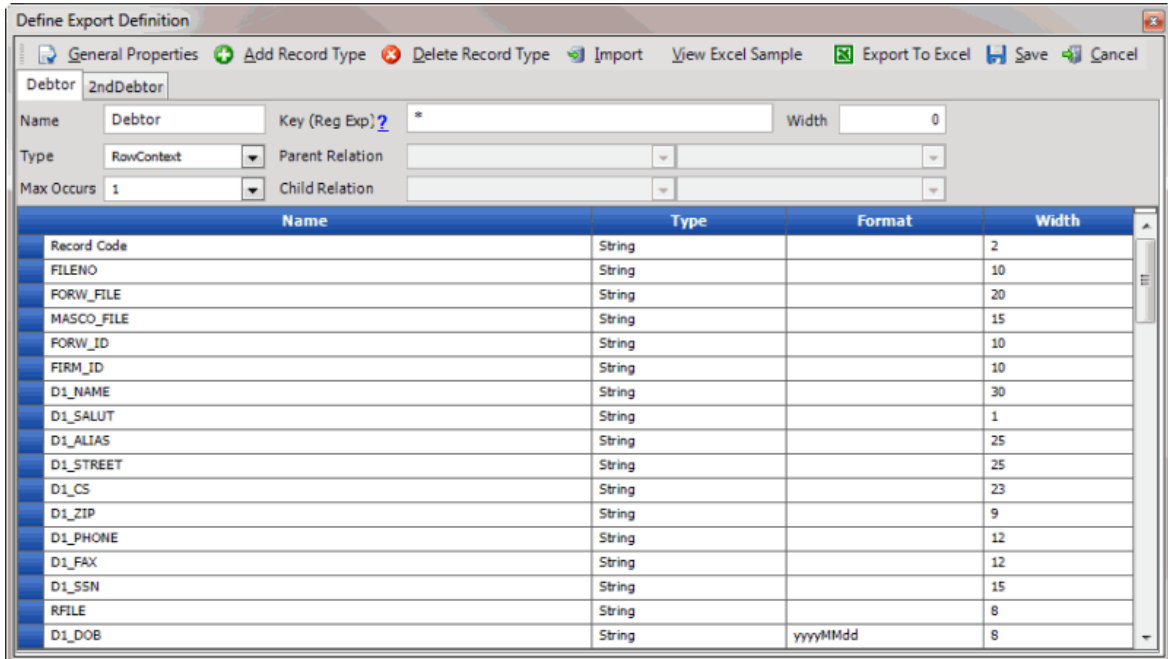 Define Export Definition
General Properties Add Record Type Delete Record Type Import View Excel Sample Export To Excel Save Cancel
Debtor 2ndDebtor
Name Debtor Key (Reg Exp) ? * Width 0
Type RowContext Parent Relation
Max Occurs 1 Child Relation
Name Type Format Width
Record Code String 2
FILENO String 10
FORW_FILE String 20
MASCO_FILE String 15
FORW_ID String 10
FIRM_ID String 10
D1_NAME String 30
D1_SALUT String 1
D1_ALIAS String 25
D1_STREET String 25
D1_CS String 23
D1_ZIP String 9
D1_PHONE String 12
D1_FAX String 12
D1_SSN String 15
RFILE String 8
D1_DOB String yyyyMMdd 8